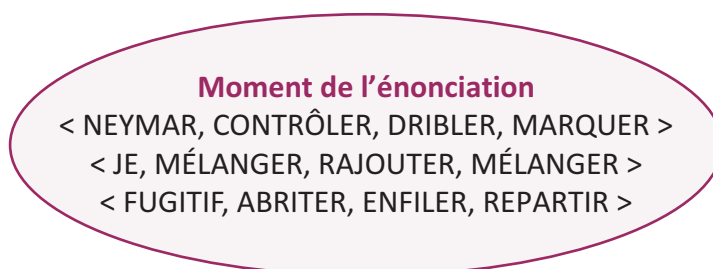 Moment de l’énonciation
< NEYMAR, CONTRÔLER, DRIBLER, MARQUER >
< JE, MÉLANGER, RAJOUTER, MÉLANGER >
< FUGITIF, ABRITER, ENFILER, REPARTIR >